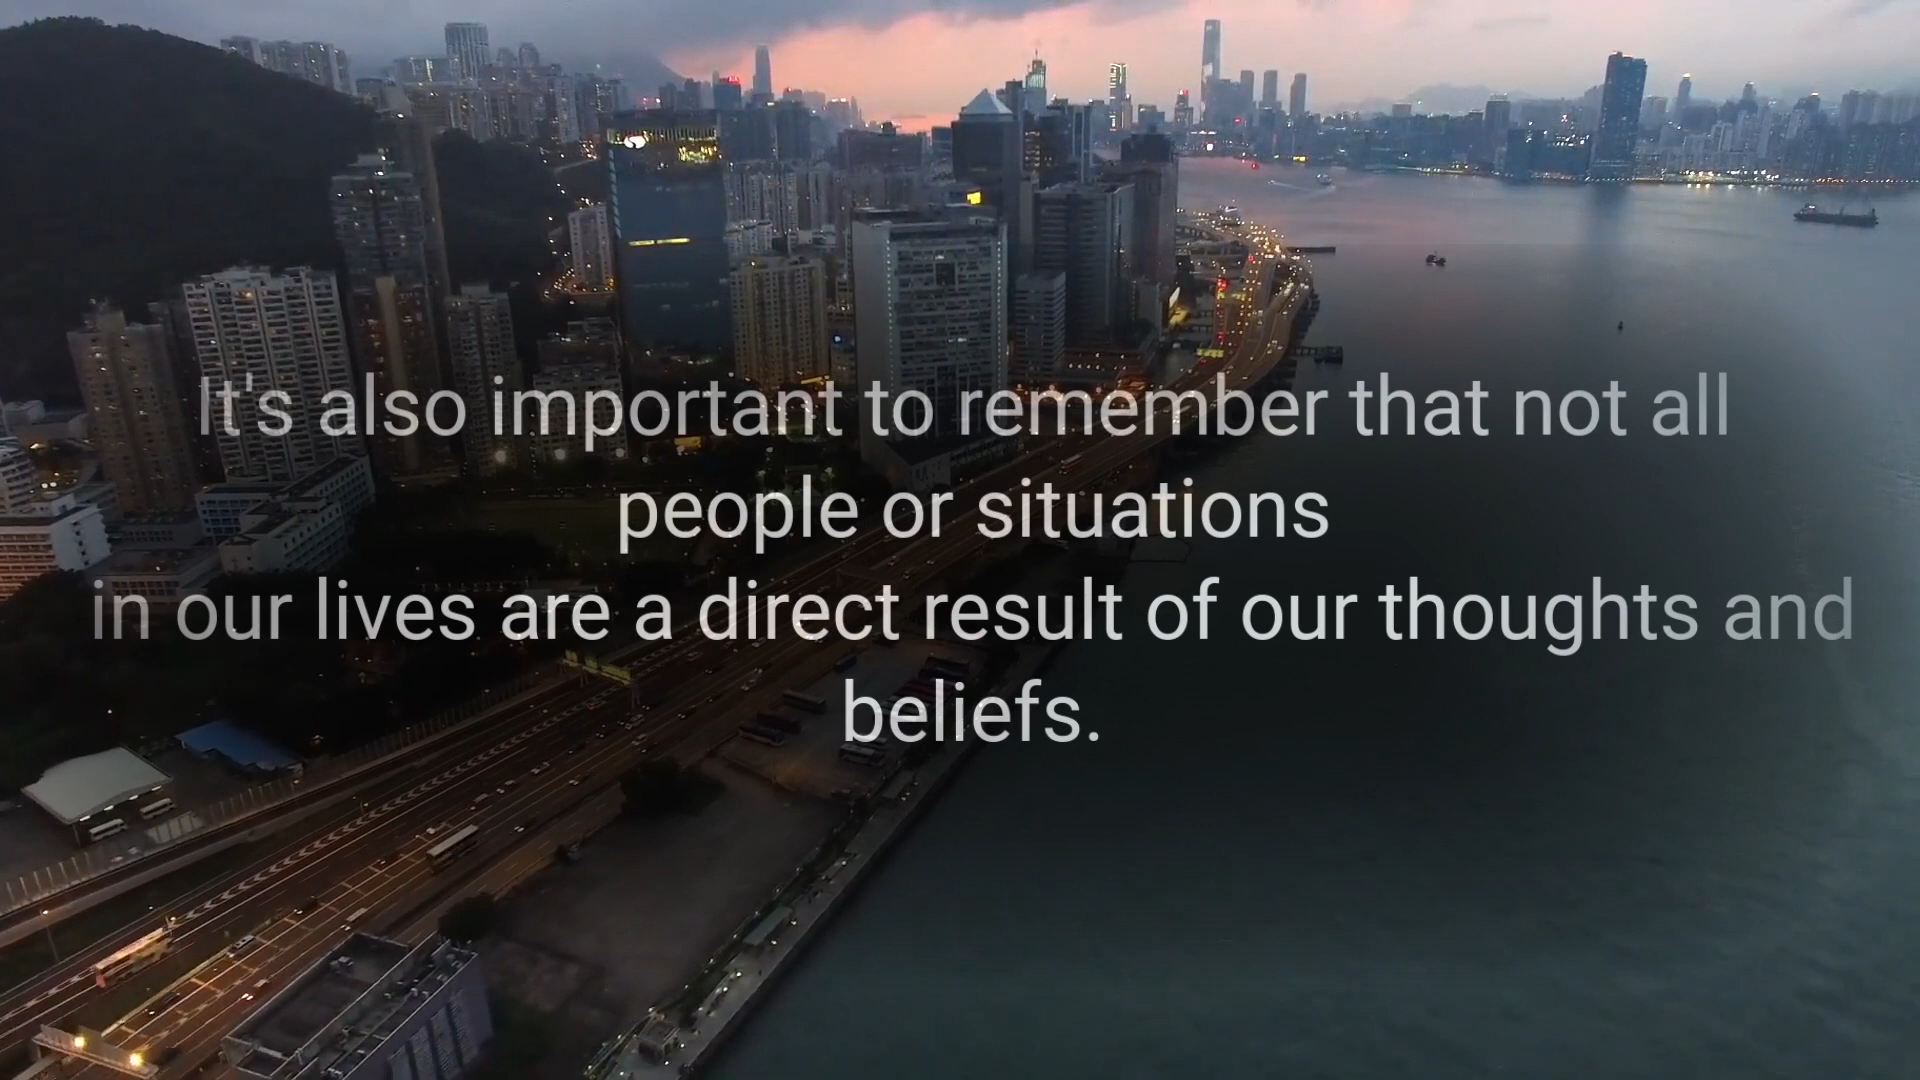 It's also important to remember that not all
people or situations
in our lives are a direct result of our thoughts and
beliefs.